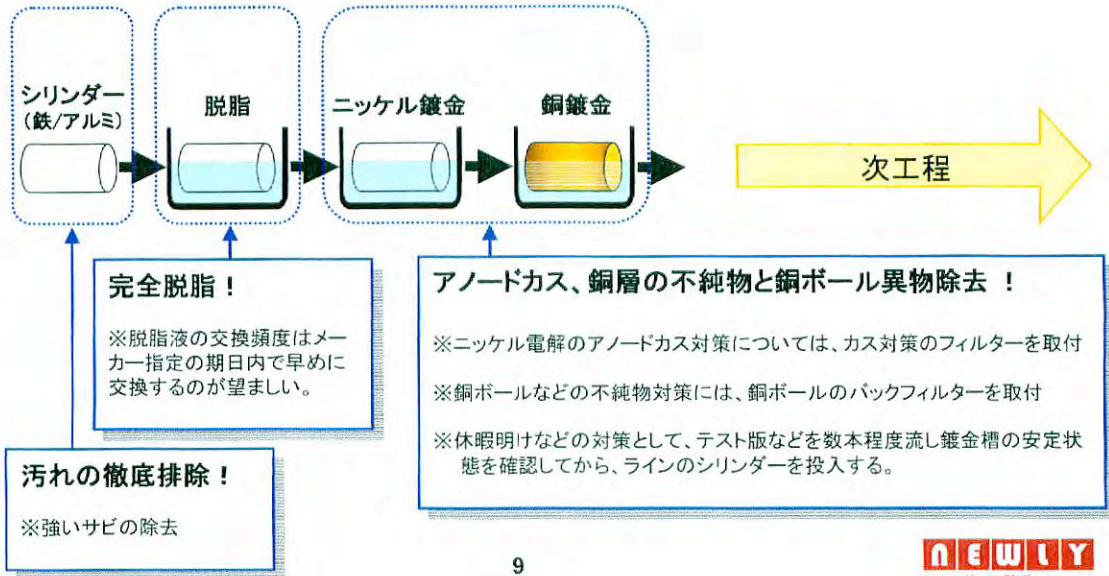 シリンダー
(鉄/アルミ)
脱脂
ニッケル鍍金
銅鍍金
次工程
完全脱脂！
※脱脂液の交換頻度はメー
カー指定の期日内で早めに
交換するのが望ましい。
アノードカス、銅層の不純物と銅ボール異物除去 ！
※ニッケル電解のアノードカス対策については、カス対策のフィルターを取付
※銅ボールなどの不純物対策には、銅ボールのバックフィルターを取付
※休暇明けなどの対策として、テスト版などを数本程度流し鍍金槽の安定状
態を確認してから、ラインのシリンダーを投入する。
汚れの徹底排除！
※強いサビの除去
9
NEWLY